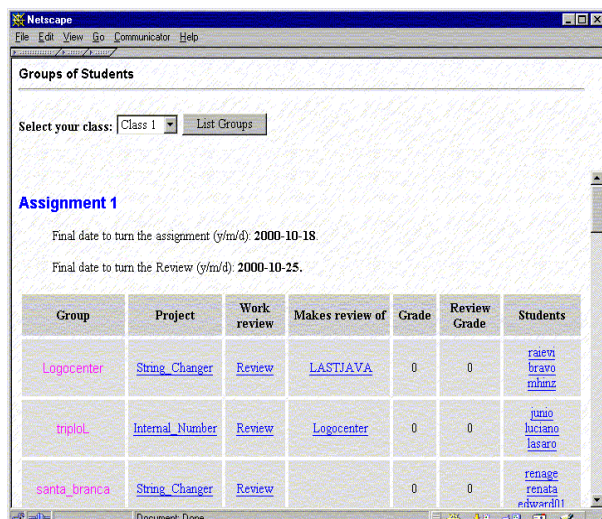 Netscape
File Edit View Go Communicator Help
Groups of Students
Select your class: Class 1 List Groups
Assignment 1
Final date to turn the assignment (y/m/d): 2000-10-18.
Final date to turn the Review (y/m/d): 2000-10-25.
Group Project Work review Makes review of Grade Review Grade Students
Logocenter String_Changer Review LASTJAVA 0 0 raievi
bravo
mhinz
triploL Internal_Number Review Logocenter 0 0 junio
luciano
lasaro
santa_branca String_Changer Review 0 0 renage
renata
edward01
Document: Done